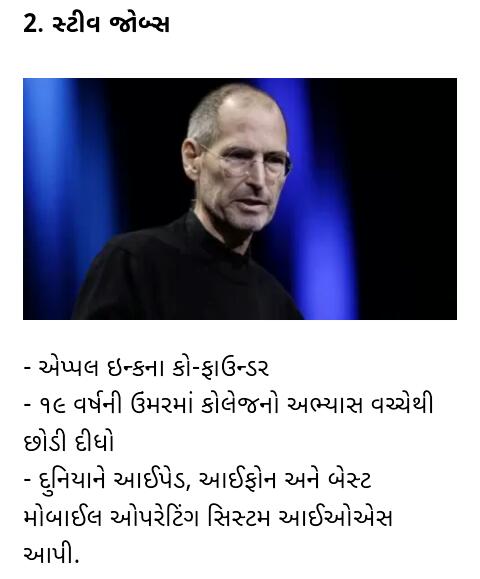 2. સ્ટીવ જોબ્સ
- એપ્પલ ઇન્કના કો-ફાઉન્ડર
- ૧૯ વર્ષની ઉંમરમાં કોલેજનો અભ્યાસ વચ્ચેથી
છોડી દીધો
- દુનિયાને આઈપેડ, આઈફોન અને બેસ્ટ
મોબાઈલ ઓપરેટિંગ સિસ્ટમ આઈઓએસ
આપી.